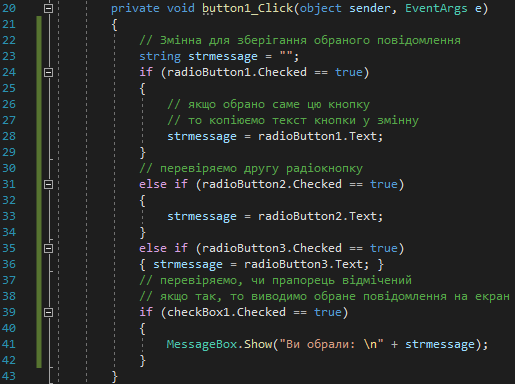 20 private void button1_Click(object sender, EventArgs e)
21 {
22 // Змінна для зберігання обраного повідомлення
23 string strmessage = "";
24 if (radioButton1.Checked == true)
25 {
26 // якщо обрано саме цю кнопку
27 // то копіюємо текст кнопки у змінну
28 strmessage = radioButton1.Text;
29 }
30 // перевіряємо другу радіокнопку
31 else if (radioButton2.Checked == true)
32 {
33 strmessage = radioButton2.Text;
34 }
35 else if (radioButton3.Checked == true)
36 { strmessage = radioButton3.Text; }
37 // перевіряємо, чи прапорець відмічений
38 // якщо так, то виводимо обране повідомлення на екран
39 if (checkBox1.Checked == true)
40 {
41 MessageBox.Show("Ви обрали: \n" + strmessage);
42 }
43 }